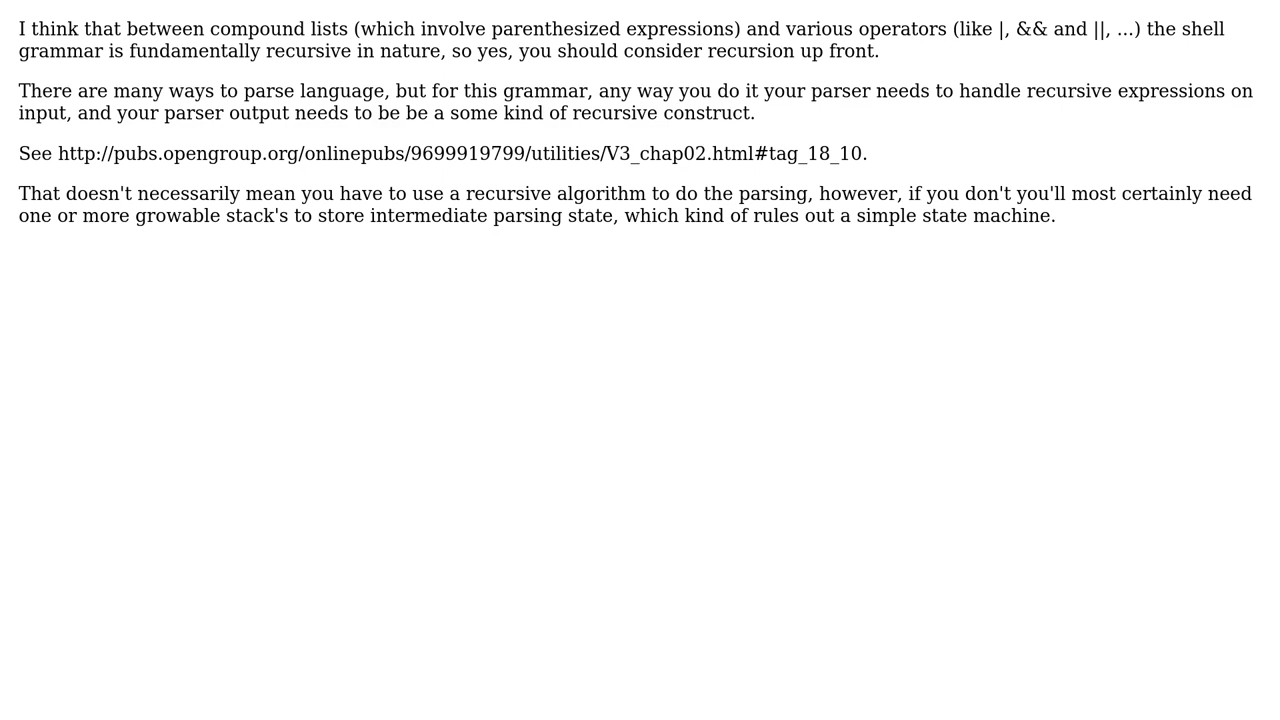 I think that between compound lists (which involve parenthesized expressions) and various operators (like |, && and ||, ...) the shell
grammar is fundamentally recursive in nature, so yes, you should consider recursion up front.
There are many ways to parse language, but for this grammar, any way you do it your parser needs to handle recursive expressions on
input, and your parser output needs to be be a some kind of recursive construct.
See http://pubs.opengroup.org/onlinepubs/9699919799/utilities/V3_chap02.html#tag_18_10.
That doesn't necessarily mean you have to use a recursive algorithm to do the parsing, however, if you don't you'll most certainly need
one or more growable stack's to store intermediate parsing state, which kind of rules out a simple state machine.